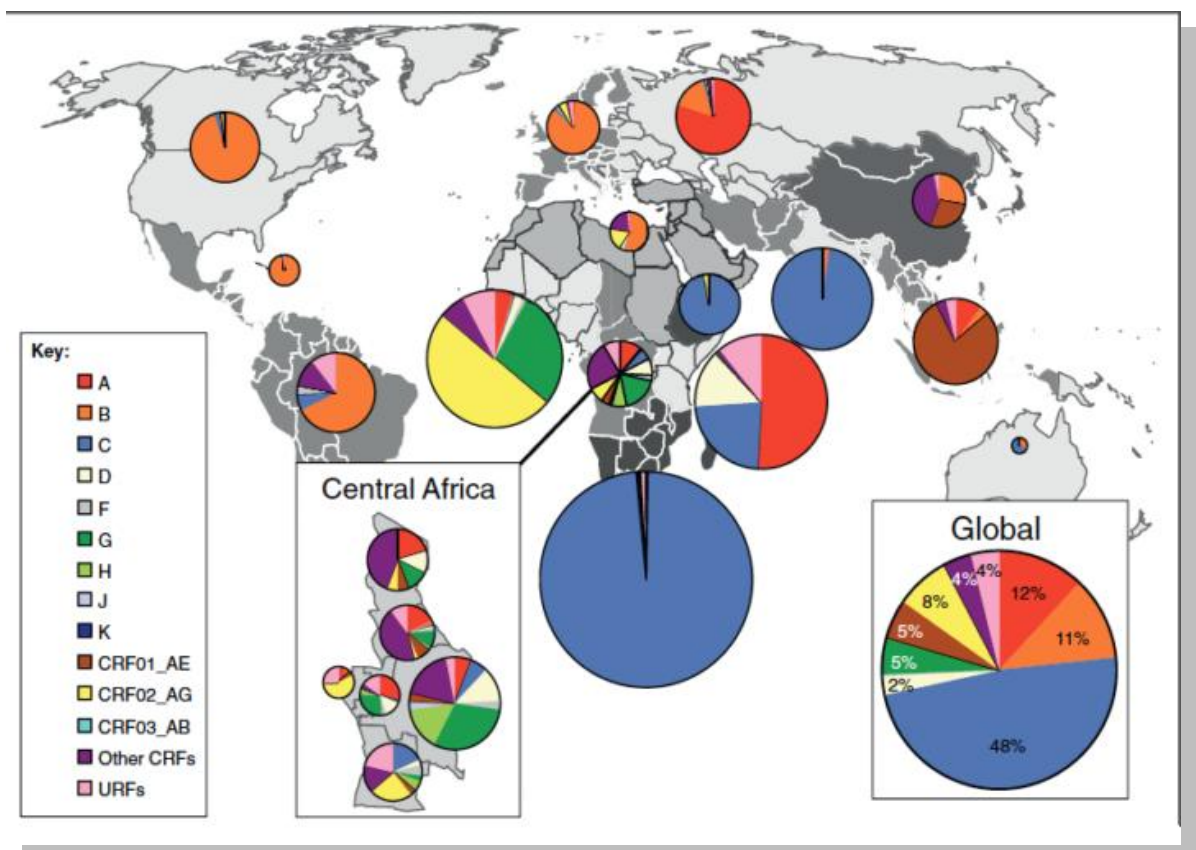 Key:
A
B
C
D
F
G
H
J
K
CRF01_AE
CRF02_AG
CRF03_AB
Other CRFs
URFs
Central Africa
Global
4%
4%
12%
8%
11%
5%
5%
2%
48%